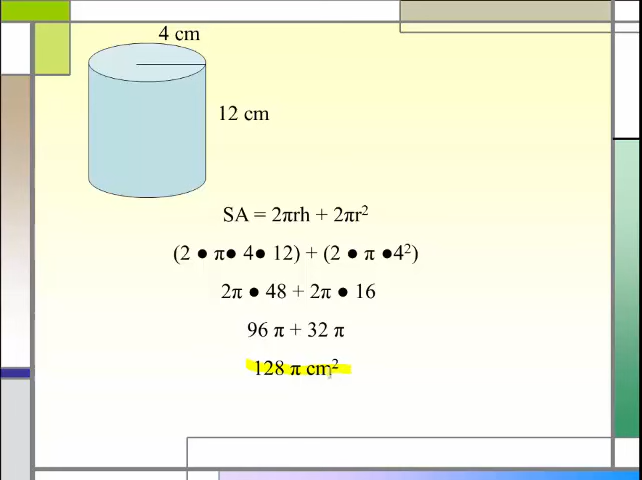 4 cm
12 cm
SA = 2πrh + 2πr²
(2 ● π● 4● 12) + (2 ● π ●4²)
2π ● 48 + 2π ● 16
96 π + 32 π
128 π cm²